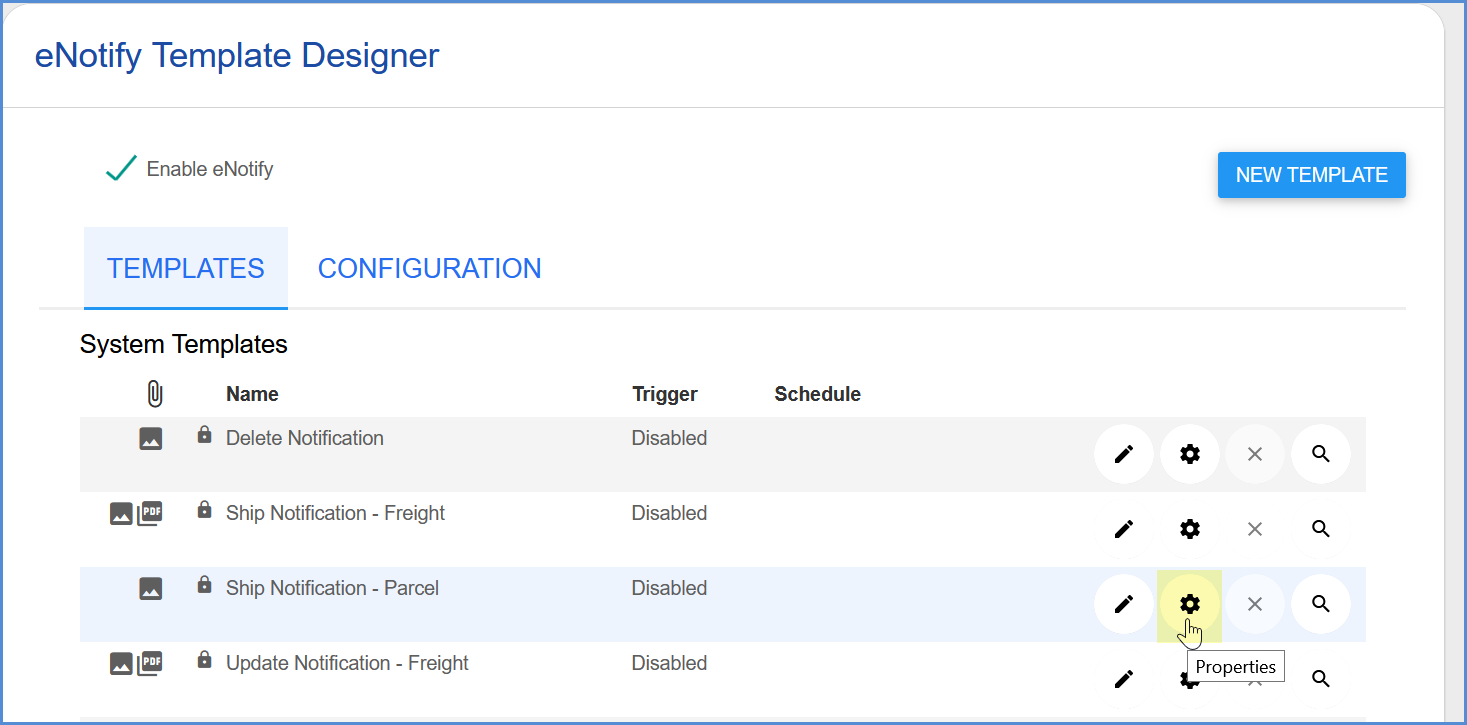 eNotify Template Designer
Enable eNotify
NEW TEMPLATE
TEMPLATES CONFIGURATION
System Templates
Name Trigger Schedule
Delete Notification Disabled
PDF Ship Notification - Freight Disabled
Ship Notification - Parcel Disabled
PDF Update Notification - Freight Disabled
Properties